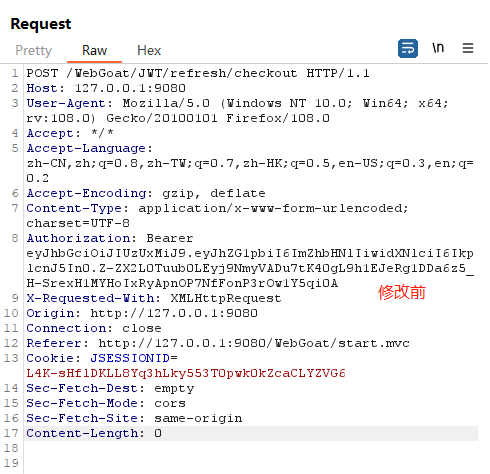 Request
Pretty Raw Hex
\n
1 POST /WebGoat/JWT/refresh/checkout HTTP/1.1
2 Host: 127.0.0.1:9080
3 User-Agent: Mozilla/5.0 (Windows NT 10.0; Win64; x64;
rv:108.0) Gecko/20100101 Firefox/108.0
4 Accept: */*
5 Accept-Language:
zh-CN,zh;q=0.8,zh-TW;q=0.7,zh-HK;q=0.5,en-US;q=0.3,en;q=
0.2
6 Accept-Encoding: gzip, deflate
7 Content-Type: application/x-www-form-urlencoded;
charset=UTF-8
8 Authorization: Bearer
eyJhbGciOiJIUzUxMiJ9.eyJhZG1pbiI6ImZhbHNlIiwidXNlciI6Ikp
lcnJ5In0.Z-ZX2L0Tuub0LEyj9NmyVADu7tK40gL9h1EJeRg1DDa6z5_
H-SrexH1MYHoIxRyApnOP7NfFonP3rOw1Y5qi0A
修改前
9 X-Requested-With: XMLHttpRequest
10 Origin: http://127.0.0.1:9080
11 Connection: close
12 Referer: http://127.0.0.1:9080/WebGoat/start.mvc
13 Cookie: JSESSIONID=
L4K-sHf1DKLL8Yq3hLky553T0pwk0kZcaCLYZVG6
14 Sec-Fetch-Dest: empty
15 Sec-Fetch-Mode: cors
16 Sec-Fetch-Site: same-origin
17 Content-Length: 0
18
19